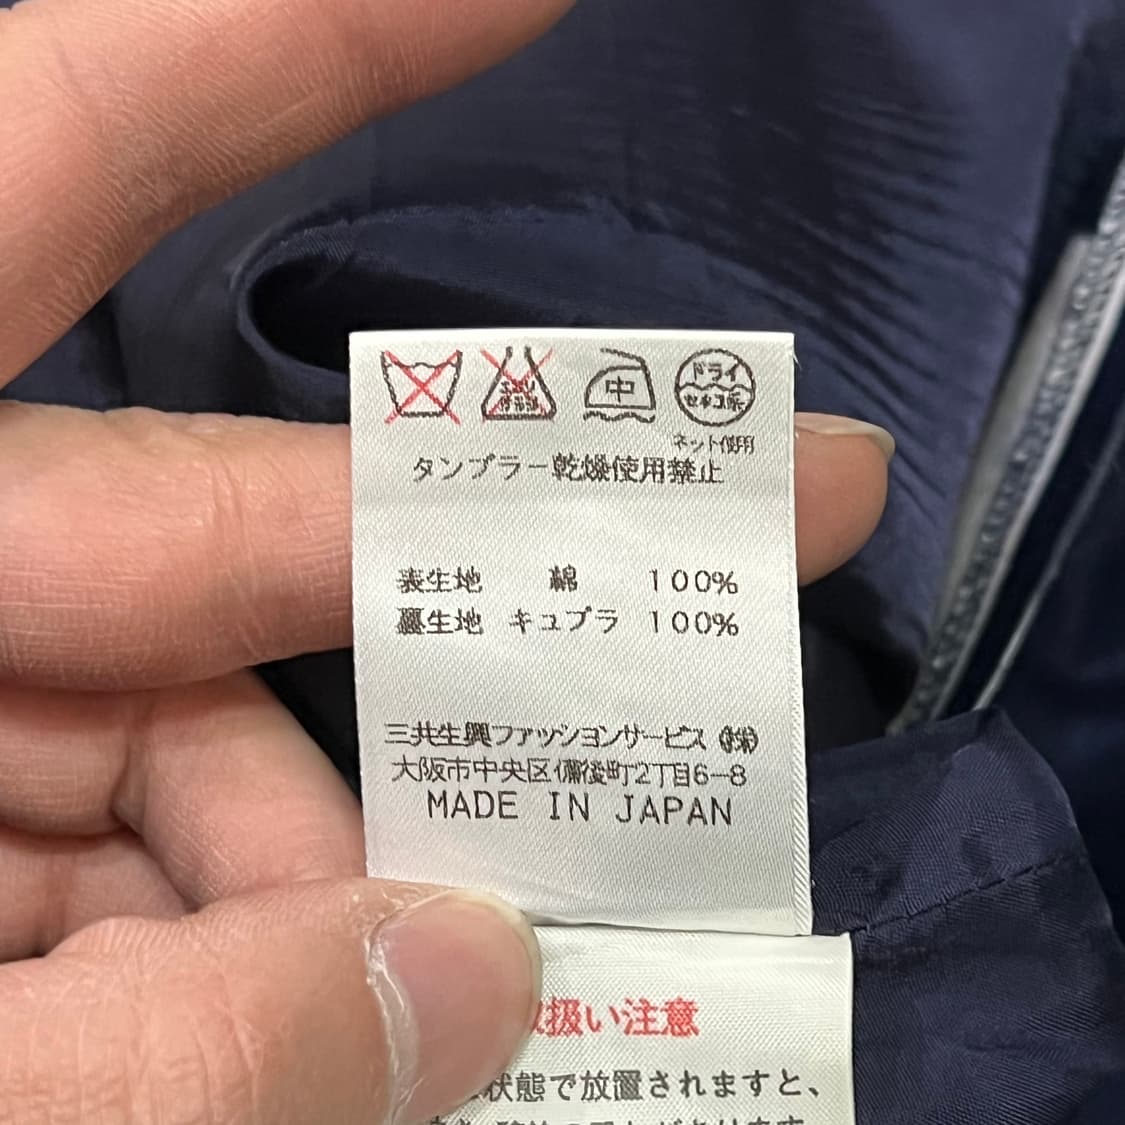 中 ドライ セキユ系
ネット使用
タンブラー乾燥使用禁止
表生地 綿 100%
裏生地 キュプラ 100%
三共生興ファッションサービス(株)
大阪市中央区備後町2丁目6-8
MADE IN JAPAN
扱い注意
状態で放置されますと、